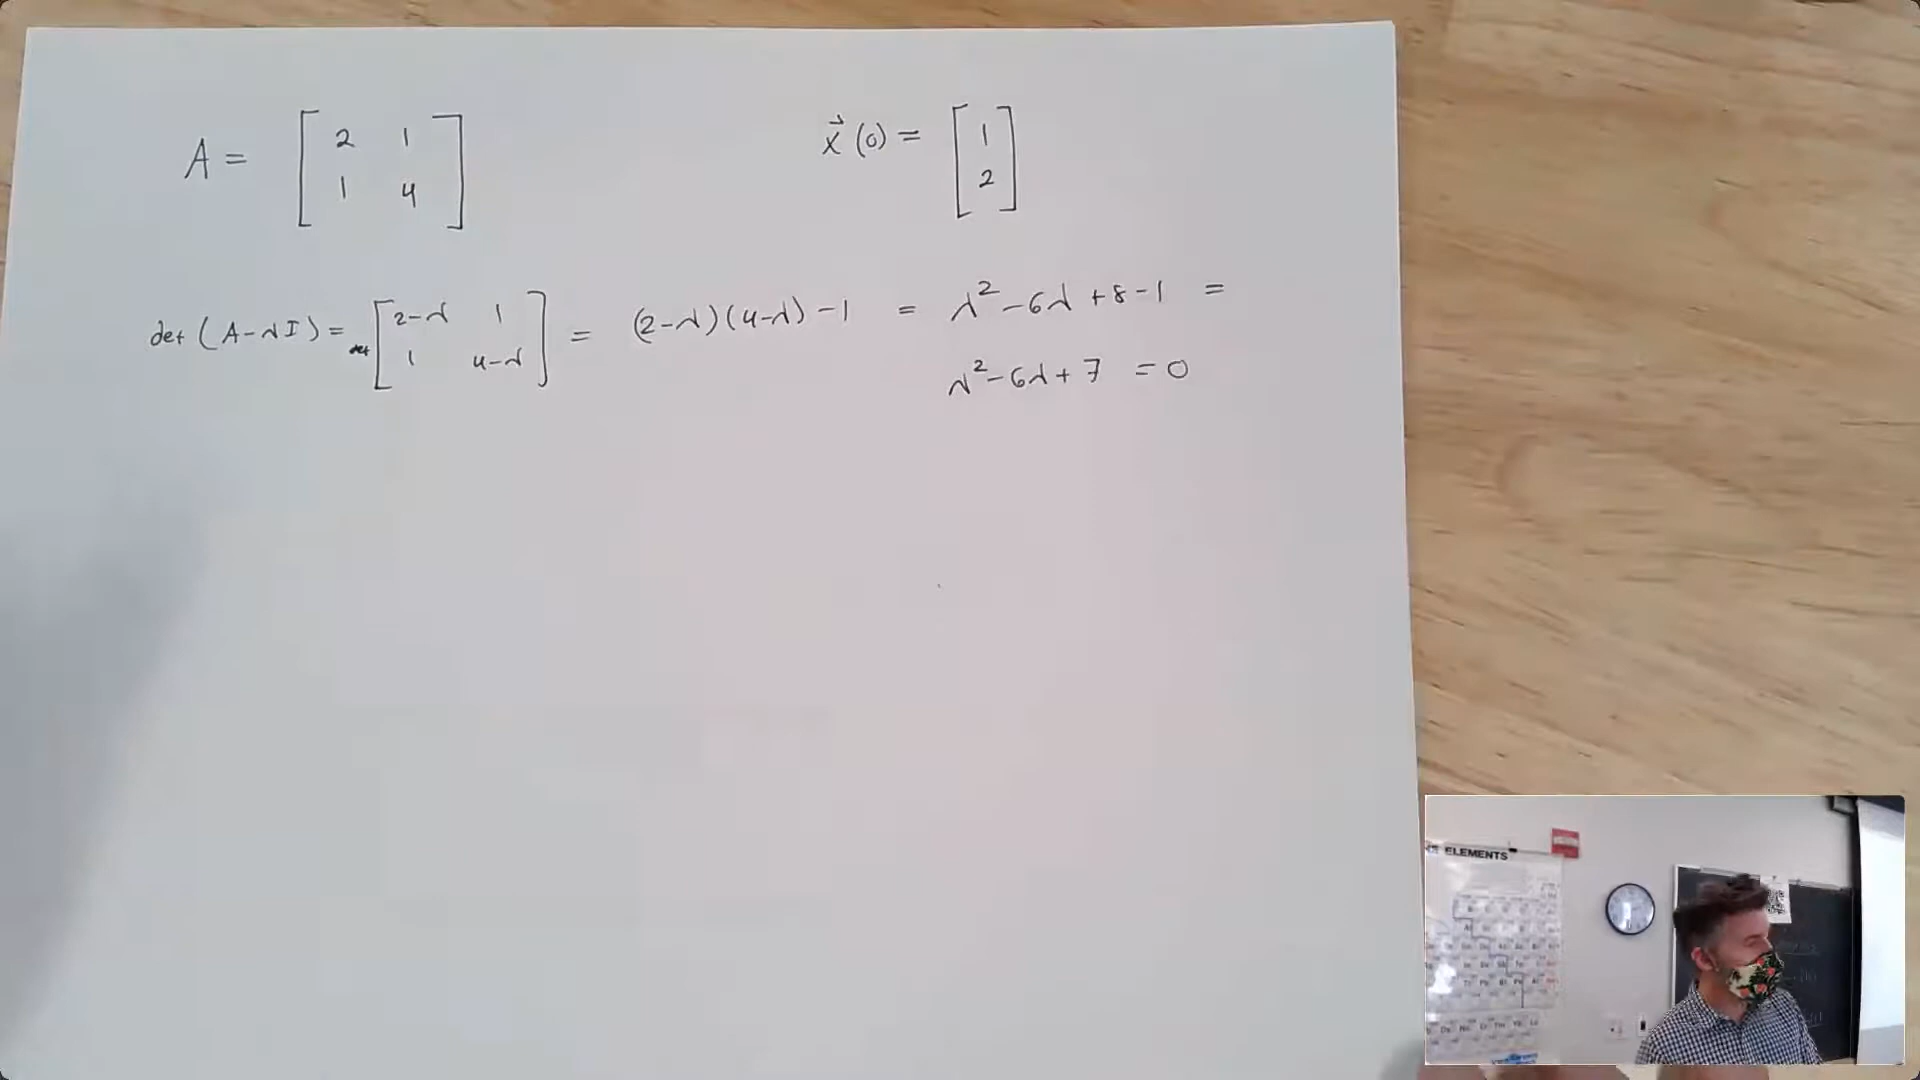 A = [ 2 1
1 4 ]
x⃗ (0) = [ 1
2 ]
det (A-λI) = det [ 2-λ 1
1 4-λ ] = (2-λ)(4-λ) -1 = λ² -6λ +8 -1 =
λ² -6λ + 7 = 0
ELEMENTS